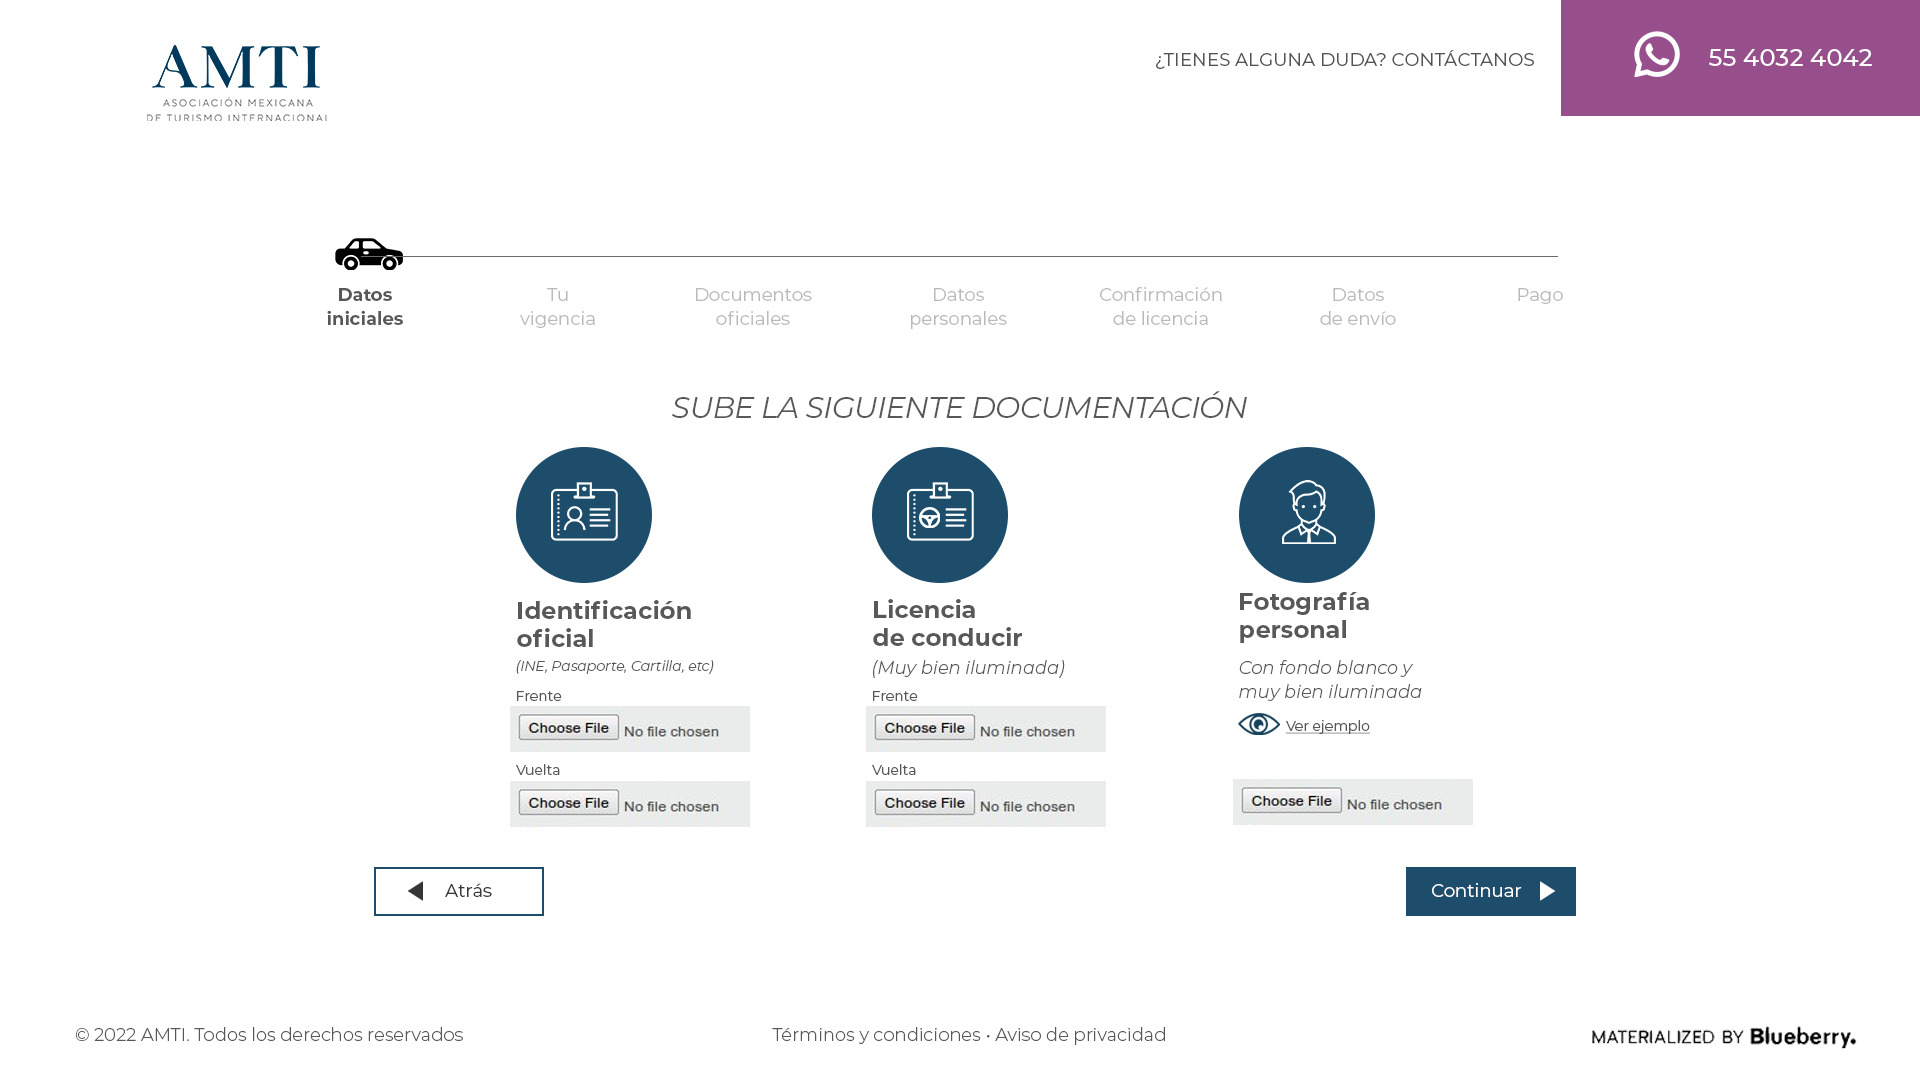 AMTI
ASOCIACIÓN MEXICANA
DE TURISMO INTERNACIONAL
¿TIENES ALGUNA DUDA? CONTÁCTANOS
55 4032 4042
Datos
iniciales
Tu
vigencia
Documentos
oficiales
Datos
personales
Confirmación
de licencia
Datos
de envío
Pago
SUBE LA SIGUIENTE DOCUMENTACIÓN
Identificación
oficial
(INE, Pasaporte, Cartilla, etc)
Frente
Choose File No file chosen
Vuelta
Choose File No file chosen
Licencia
de conducir
(Muy bien iluminada)
Frente
Choose File No file chosen
Vuelta
Choose File No file chosen
Fotografía
personal
Con fondo blanco y
muy bien iluminada
Ver ejemplo
Choose File No file chosen
Atrás
Continuar
© 2022 AMTI. Todos los derechos reservados
Términos y condiciones • Aviso de privacidad
MATERIALIZED BY Blueberry.